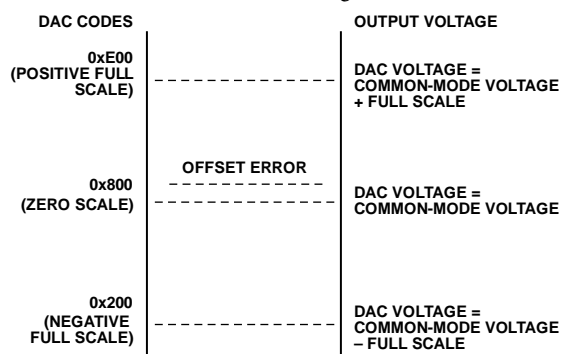 DAC CODES
OUTPUT VOLTAGE
0xE00
(POSITIVE FULL
SCALE)
DAC VOLTAGE =
COMMON-MODE VOLTAGE
+ FULL SCALE
OFFSET ERROR
0x800
(ZERO SCALE)
DAC VOLTAGE =
COMMON-MODE VOLTAGE
0x200
(NEGATIVE
FULL SCALE)
DAC VOLTAGE =
COMMON-MODE VOLTAGE
– FULL SCALE